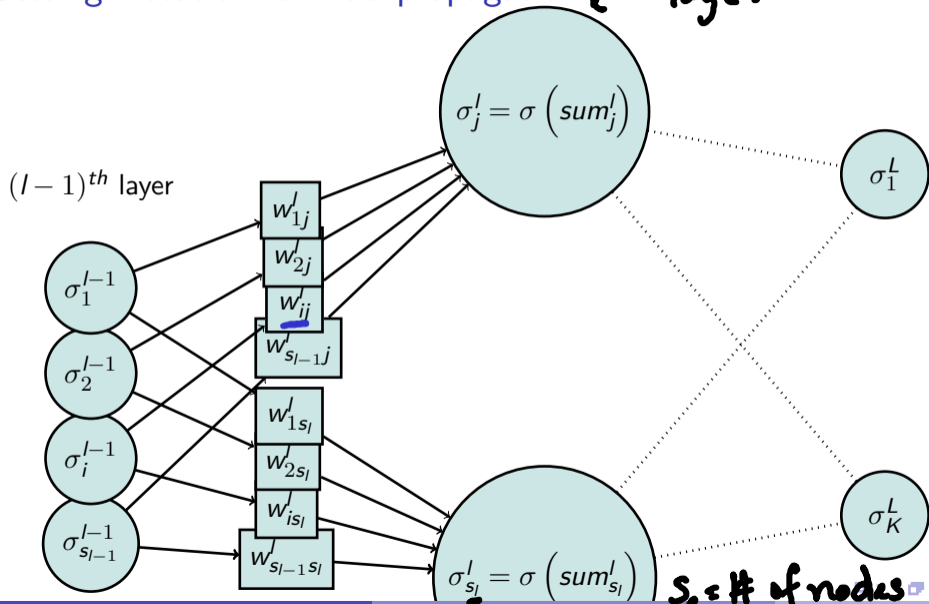 (l − 1)^{th} layer
σ_1^{l−1}
σ_2^{l−1}
σ_i^{l−1}
σ_{s_{l−1}}^{l−1}
w_{1j}^l
w_{2j}^l
w_{ij}^l
w_{s_{l−1}j}^l
w_{1s_l}^l
w_{2s_l}^l
w_{is_l}^l
w_{s_{l−1}s_l}^l
σ_j^l = σ (sum_j^l)
σ_{s_l}^l = σ (sum_{s_l}^l)
σ_1^L
σ_K^L
# of nodes